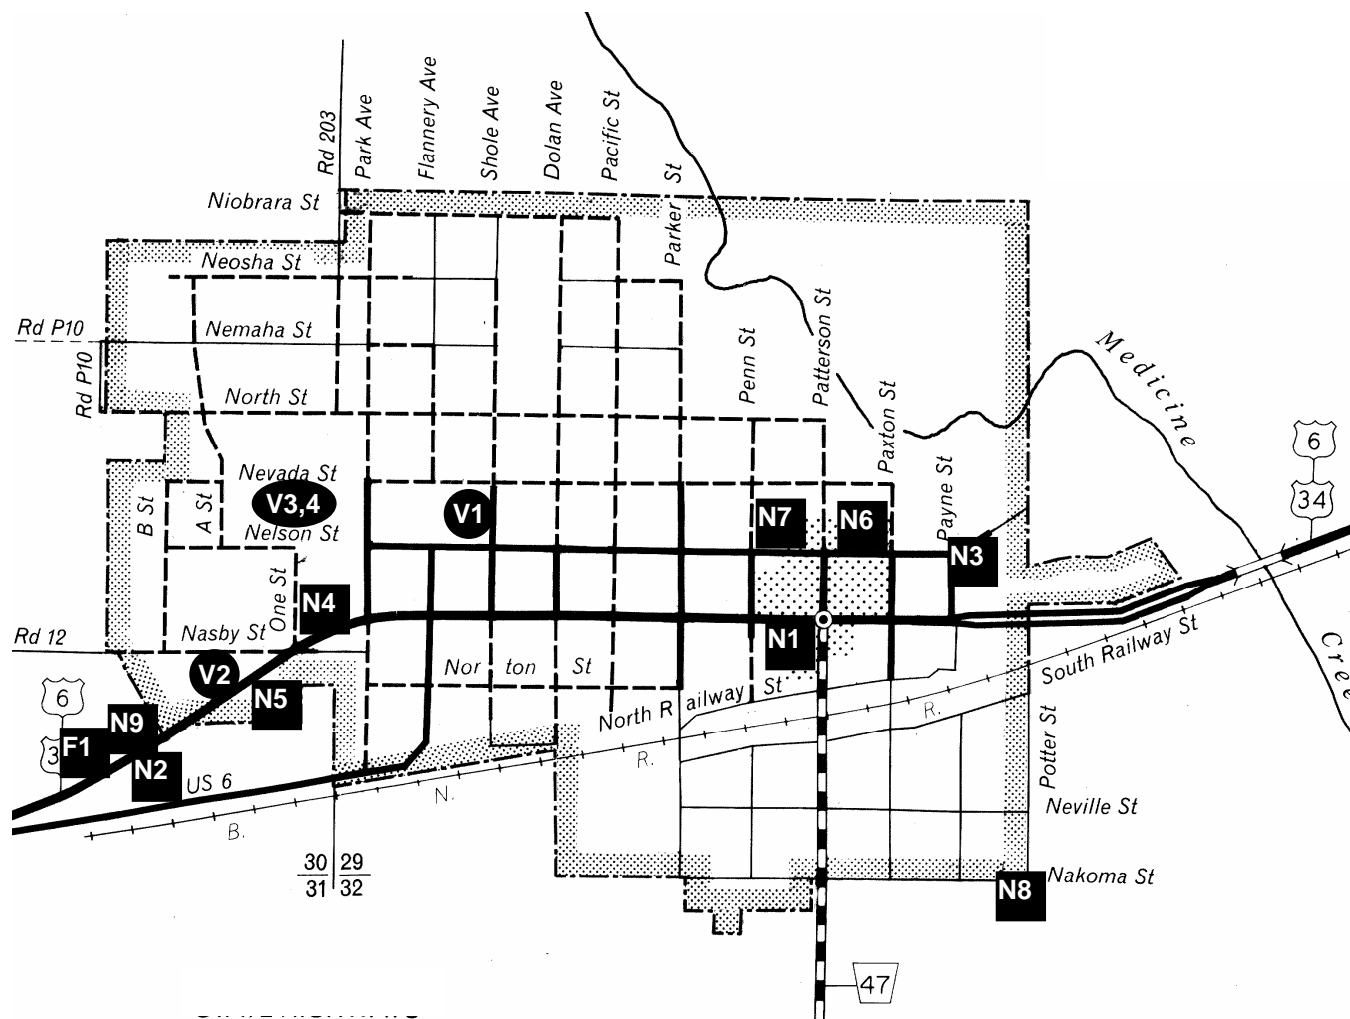 Rd 203
Park Ave
Flannery Ave
Shole Ave
Dolan Ave
Pacific St
Parker St
Niobrara St
Neosha St
Rd P10
Nemaha St
Rd P10
North St
Penn St
Patterson St
Paxton St
Payne St
Medicine
Creek
6
34
Nevada St
B St
A St
V3,4
V1
N7
N6
Nelson St
N3
One St
N4
Rd 12
Nasby St
N1
V2
Norton St
N5
North Railway St
South Railway St
6
N9
F1
3
N2
US 6
B.
N.
R.
R.
Potter St
Neville St
30 29
31 32
Nakoma St
N8
47